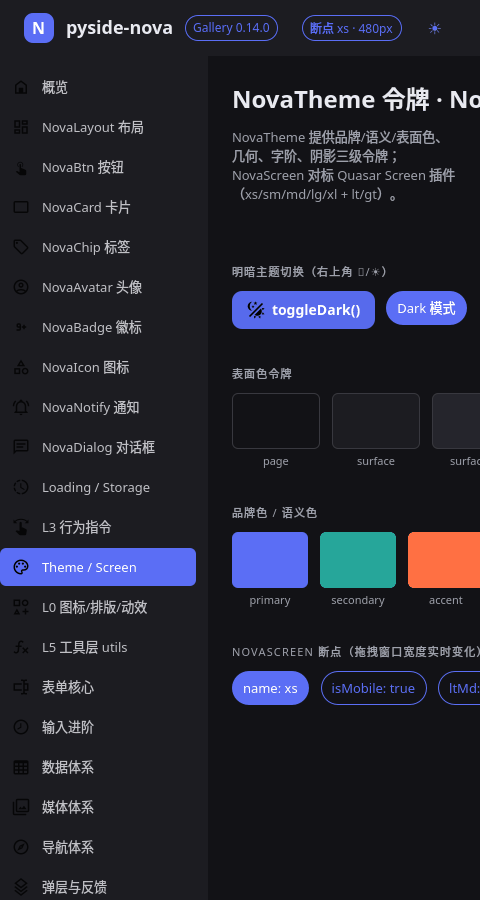 N pyside-nova Gallery 0.14.0 断点 xs · 480px
概览
NovaLayout 布局
NovaBtn 按钮
NovaCard 卡片
NovaChip 标签
NovaAvatar 头像
9+ NovaBadge 徽标
NovaIcon 图标
NovaNotify 通知
NovaDialog 对话框
Loading / Storage
L3 行为指令
Theme / Screen
L0 图标/排版/动效
L5 工具层 utils
表单核心
输入进阶
数据体系
媒体体系
导航体系
弹层与反馈
NovaTheme 令牌 · No
NovaTheme 提供品牌/语义/表面色、
几何、字阶、阴影三级令牌；
NovaScreen 对标 Quasar Screen 插件
（xs/sm/md/lg/xl + lt/gt）。
明暗主题切换（右上角 /☀）
toggleDark() Dark 模式
表面色令牌
page surface surfac
品牌色 / 语义色
primary secondary accent
NOVASCREEN 断点（拖拽窗口宽度实时变化）
name: xs isMobile: true ltMd: